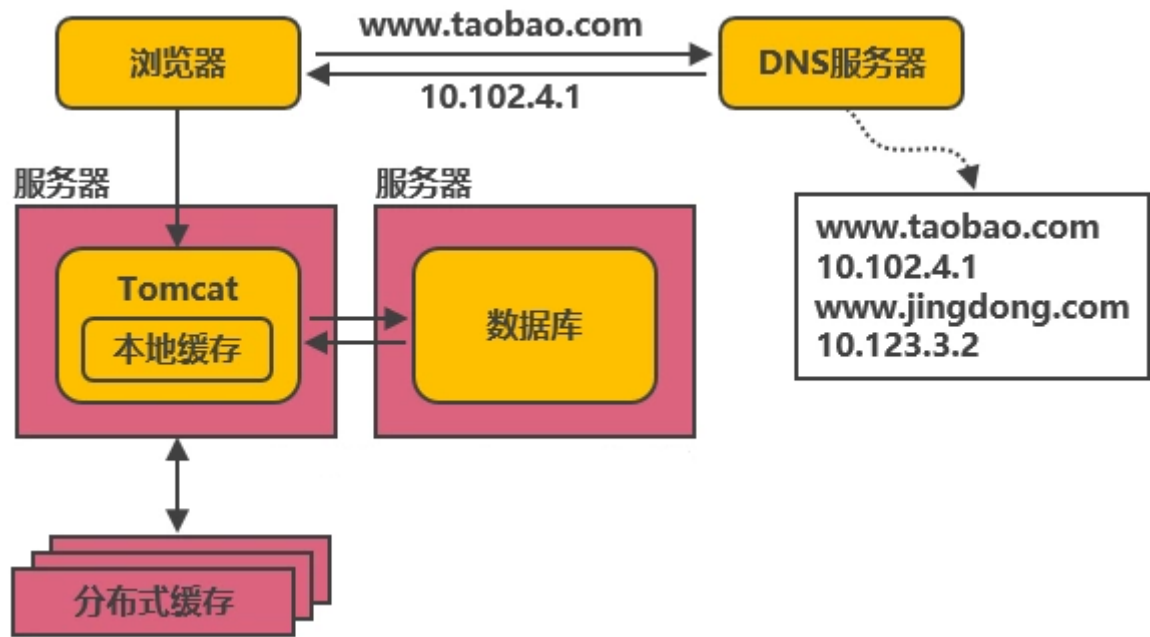 www.taobao.com
浏览器
DNS服务器
10.102.4.1
服务器
服务器
www.taobao.com
10.102.4.1
www.jingdong.com
10.123.3.2
Tomcat
本地缓存
数据库
分布式缓存